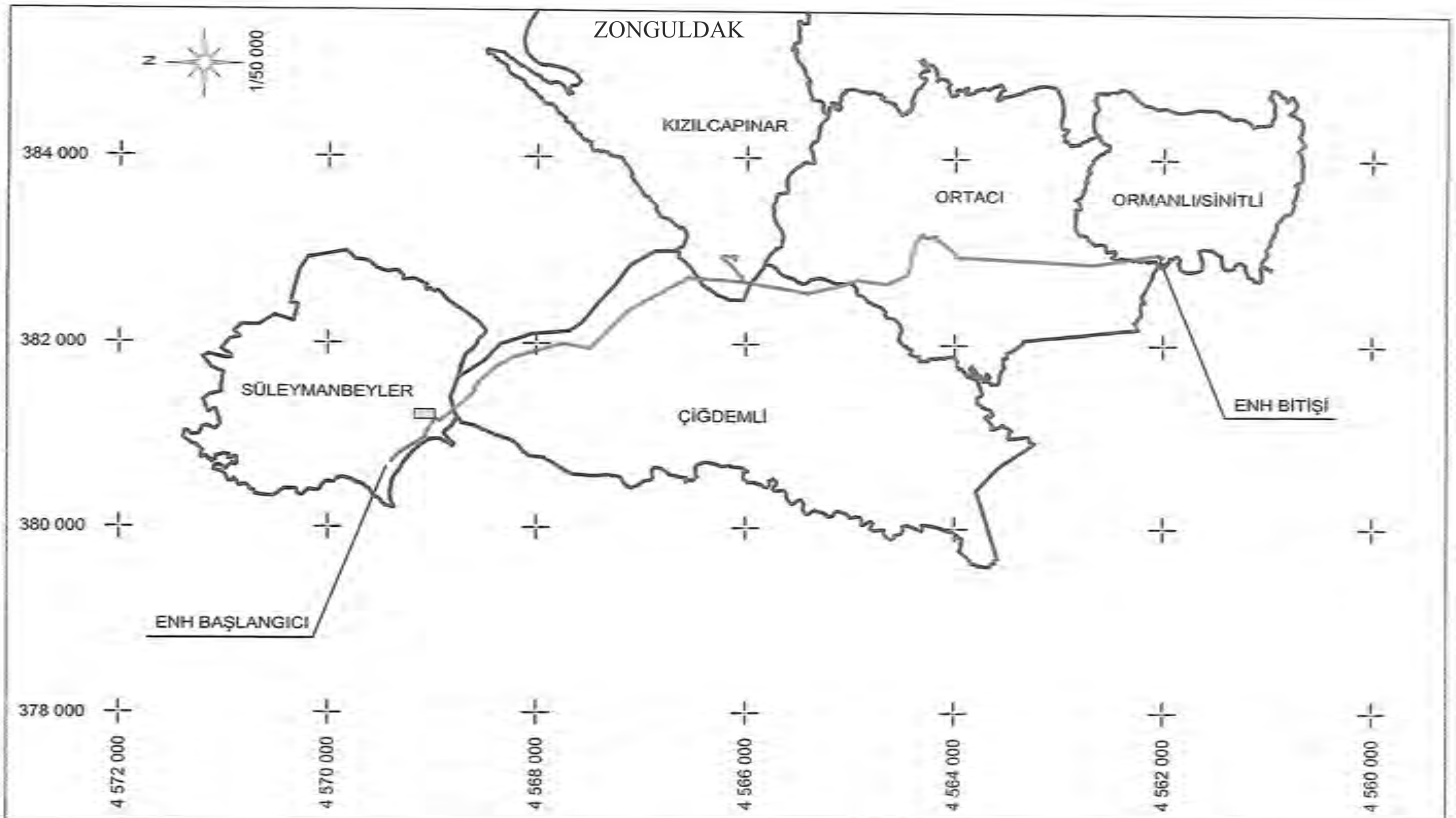 ZONGULDAK
N
1/50 000
KIZILCAPINAR
384 000
ORTACI
ORMANLI/SİNİTLİ
382 000
SÜLEYMANBEYLER
ÇİĞDEMLİ
ENH BITİŞİ
380 000
ENH BAŞLANGICI
378 000
4 572 000
4 570 000
4 568 000
4 566 000
4 564 000
4 562 000
4 560 000